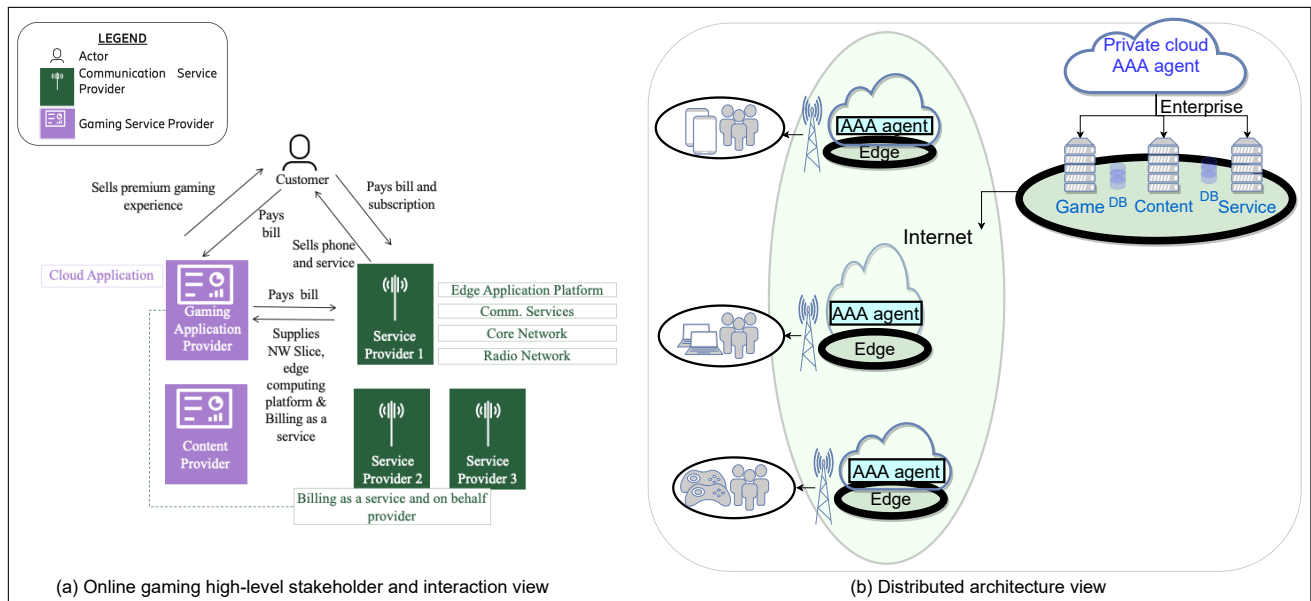 LEGEND
Actor
Communication Service
Provider
Gaming Service Provider
Customer
Sells premium gaming
experience
Pays bill and
subscription
Pays
bill
Sells phone
and service
Cloud Application
Gaming
Application
Provider
Pays bill
Supplies
NW Slice,
edge
computing
platform &
Billing as a
service
Service
Provider 1
Edge Application Platform
Comm. Services
Core Network
Radio Network
Content
Provider
Service
Provider 2
Service
Provider 3
Billing as a service and on behalf
provider
(a) Online gaming high-level stakeholder and interaction view
Private cloud
AAA agent
Enterprise
Game
DB
Content
DB
Service
Internet
AAA agent
Edge
AAA agent
Edge
AAA agent
Edge
(b) Distributed architecture view